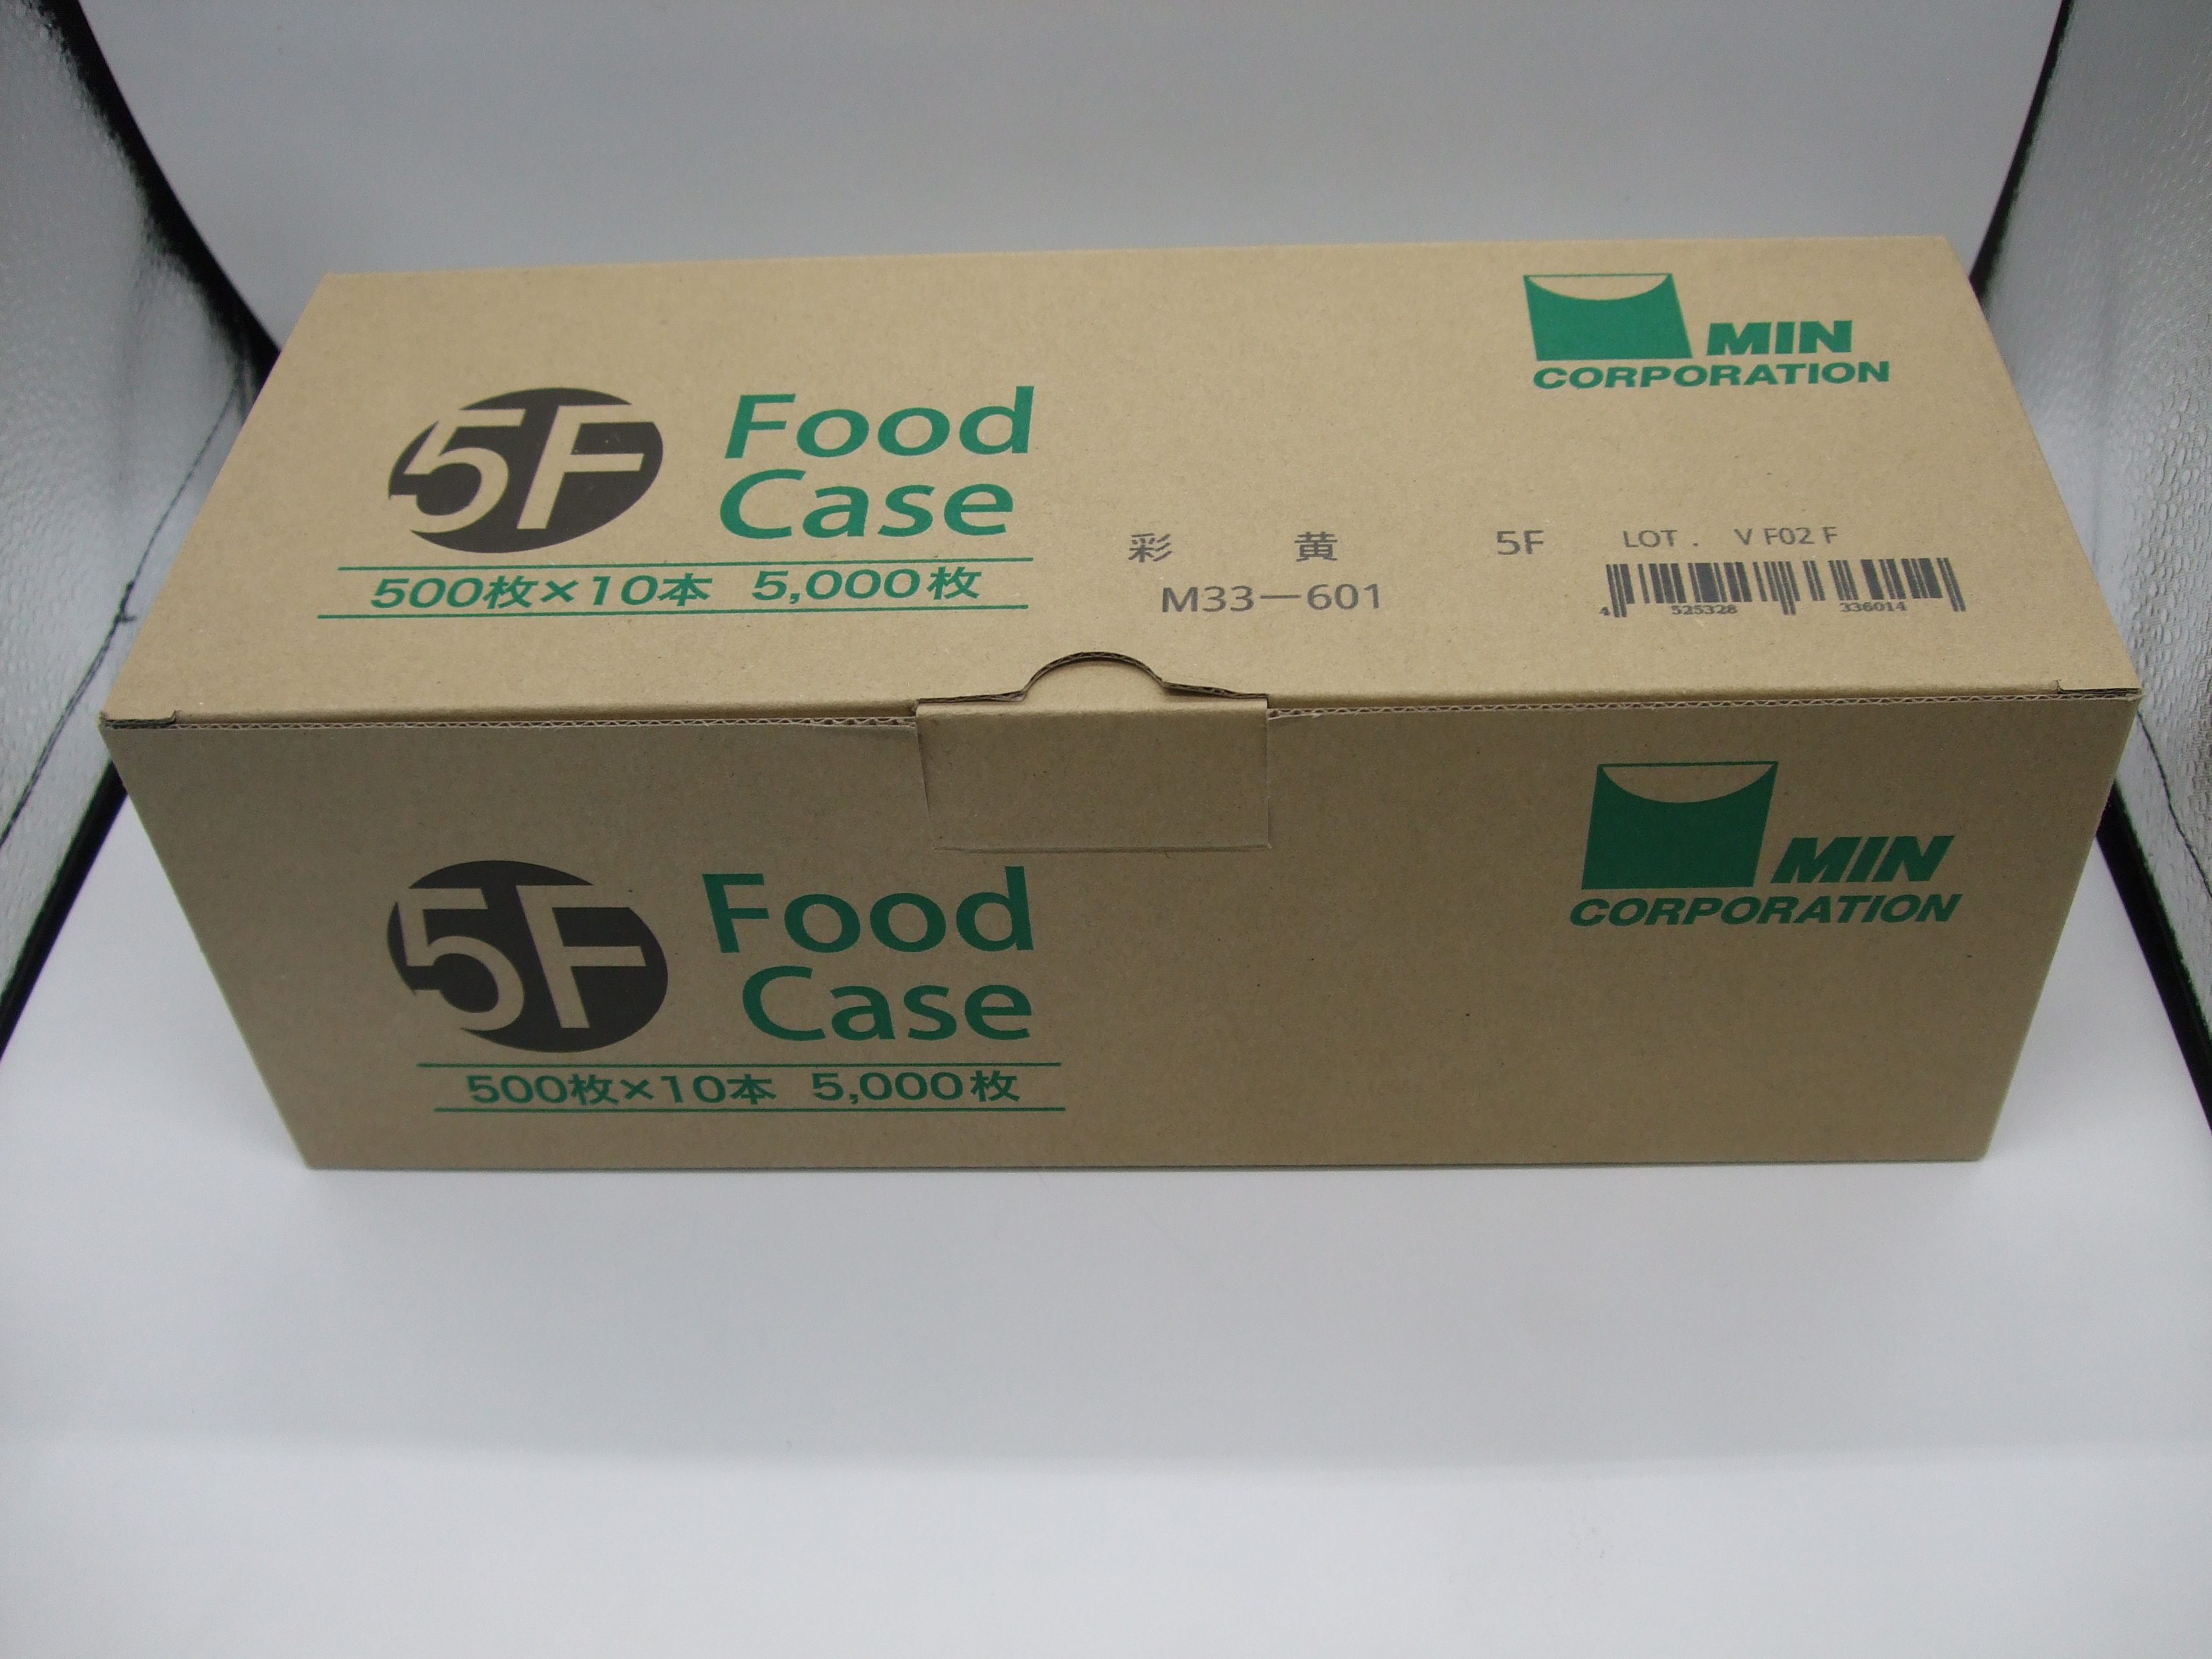 MIN
CORPORATION
5F
Food
Case
500枚×10本 5,000枚
彩 黄 5F
M33-601
LOT. VF02F
4 525328 336014
MIN
CORPORATION
5F
Food
Case
500枚×10本 5,000枚